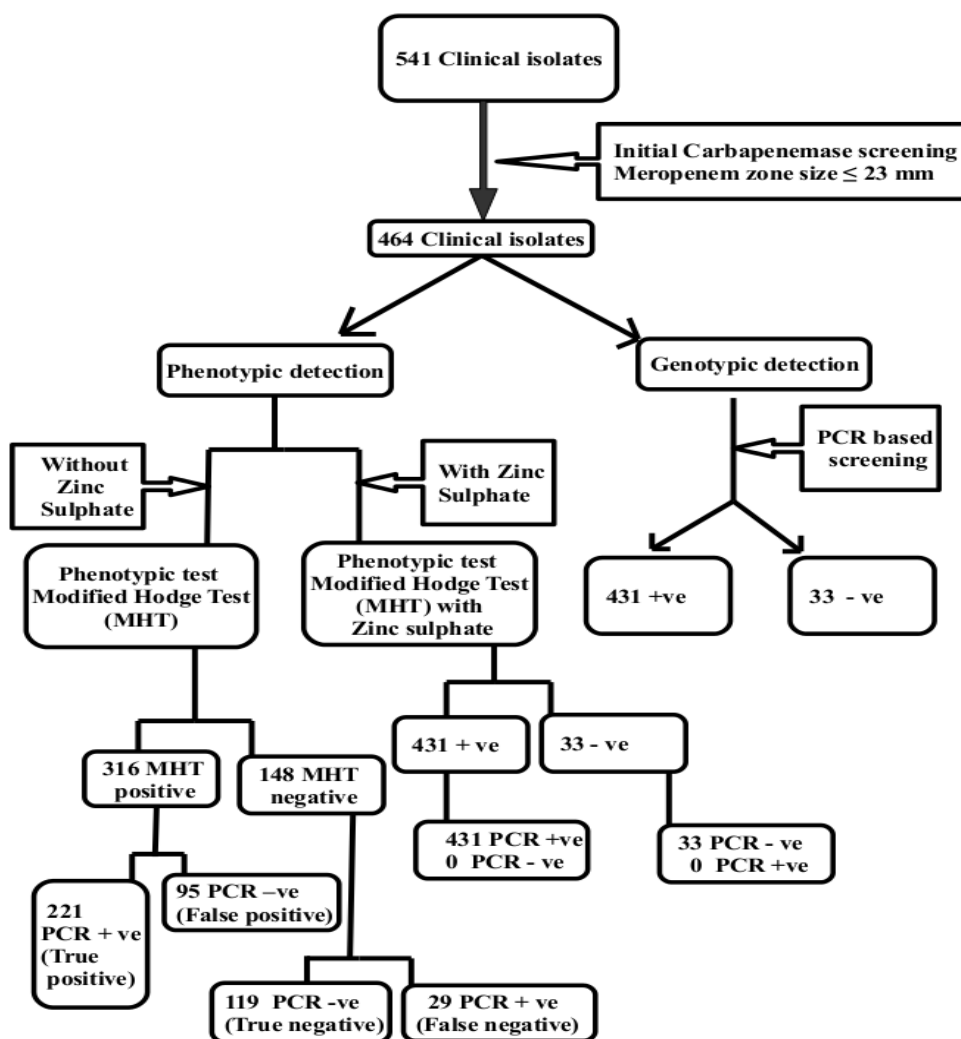 541 Clinical isolates
Initial Carbapenemase screening
Meropenem zone size ≤ 23 mm
464 Clinical isolates
Phenotypic detection
Genotypic detection
Without
Zinc
Sulphate
With Zinc
Sulphate
PCR based
screening
Phenotypic test
Modified Hodge Test
(MHT)
Phenotypic test
Modified Hodge Test
(MHT) with
Zinc sulphate
431 +ve
33 - ve
431 + ve
33 - ve
316 MHT
positive
148 MHT
negative
431 PCR +ve
0 PCR - ve
33 PCR - ve
0 PCR +ve
221
PCR + ve
(True
positive)
95 PCR –ve
(False positive)
119 PCR -ve
(True negative)
29 PCR + ve
(False negative)